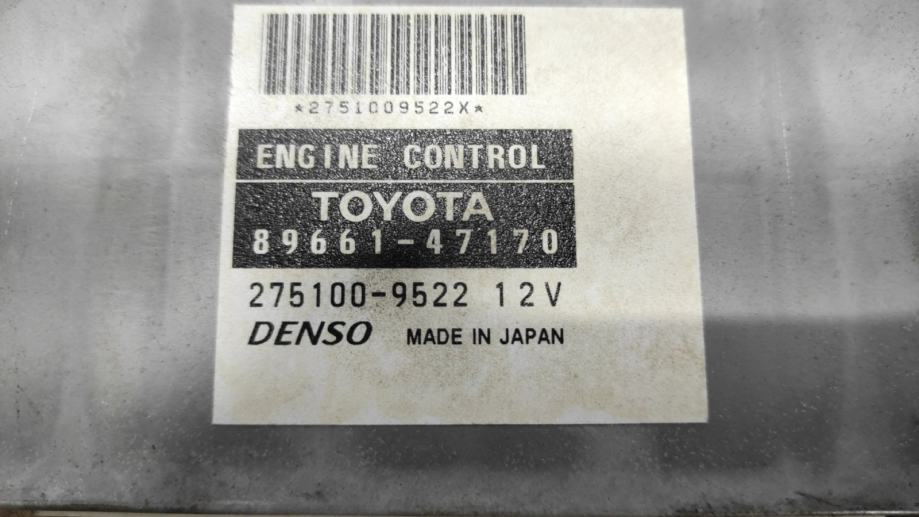 *2751009522X*
ENGINE CONTROL
TOYOTA
89661-47170
275100-9522 12V
DENSO MADE IN JAPAN